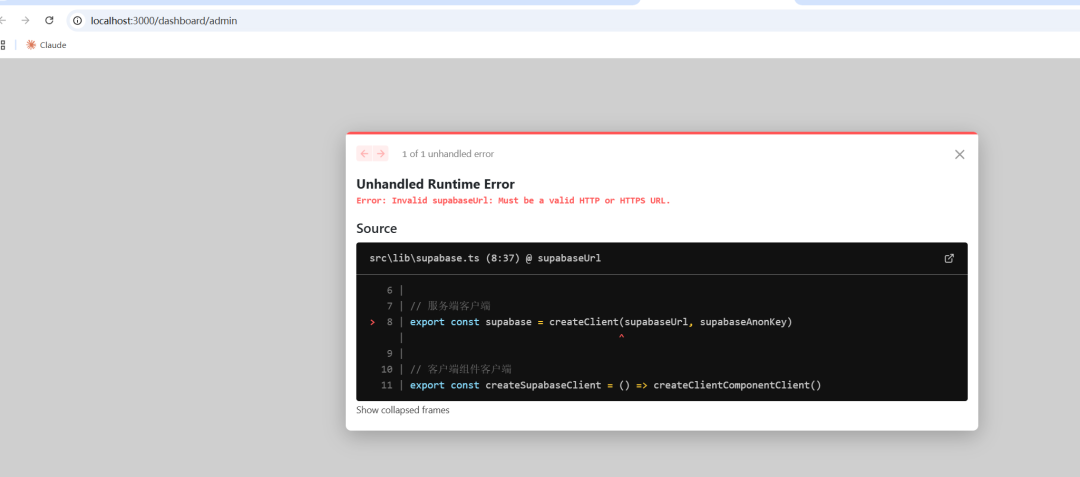 localhost:3000/dashboard/admin
Claude
1 of 1 unhandled error
Unhandled Runtime Error
Error: Invalid supabaseUrl: Must be a valid HTTP or HTTPS URL.
Source
src\lib\supabase.ts (8:37) @ supabaseUrl
6 |
7 | // 服务端客户端
> 8 | export const supabase = createClient(supabaseUrl, supabaseAnonKey)
| ^
9 |
10 | // 客户端组件客户端
11 | export const createSupabaseClient = () => createClientComponentClient()
Show collapsed frames